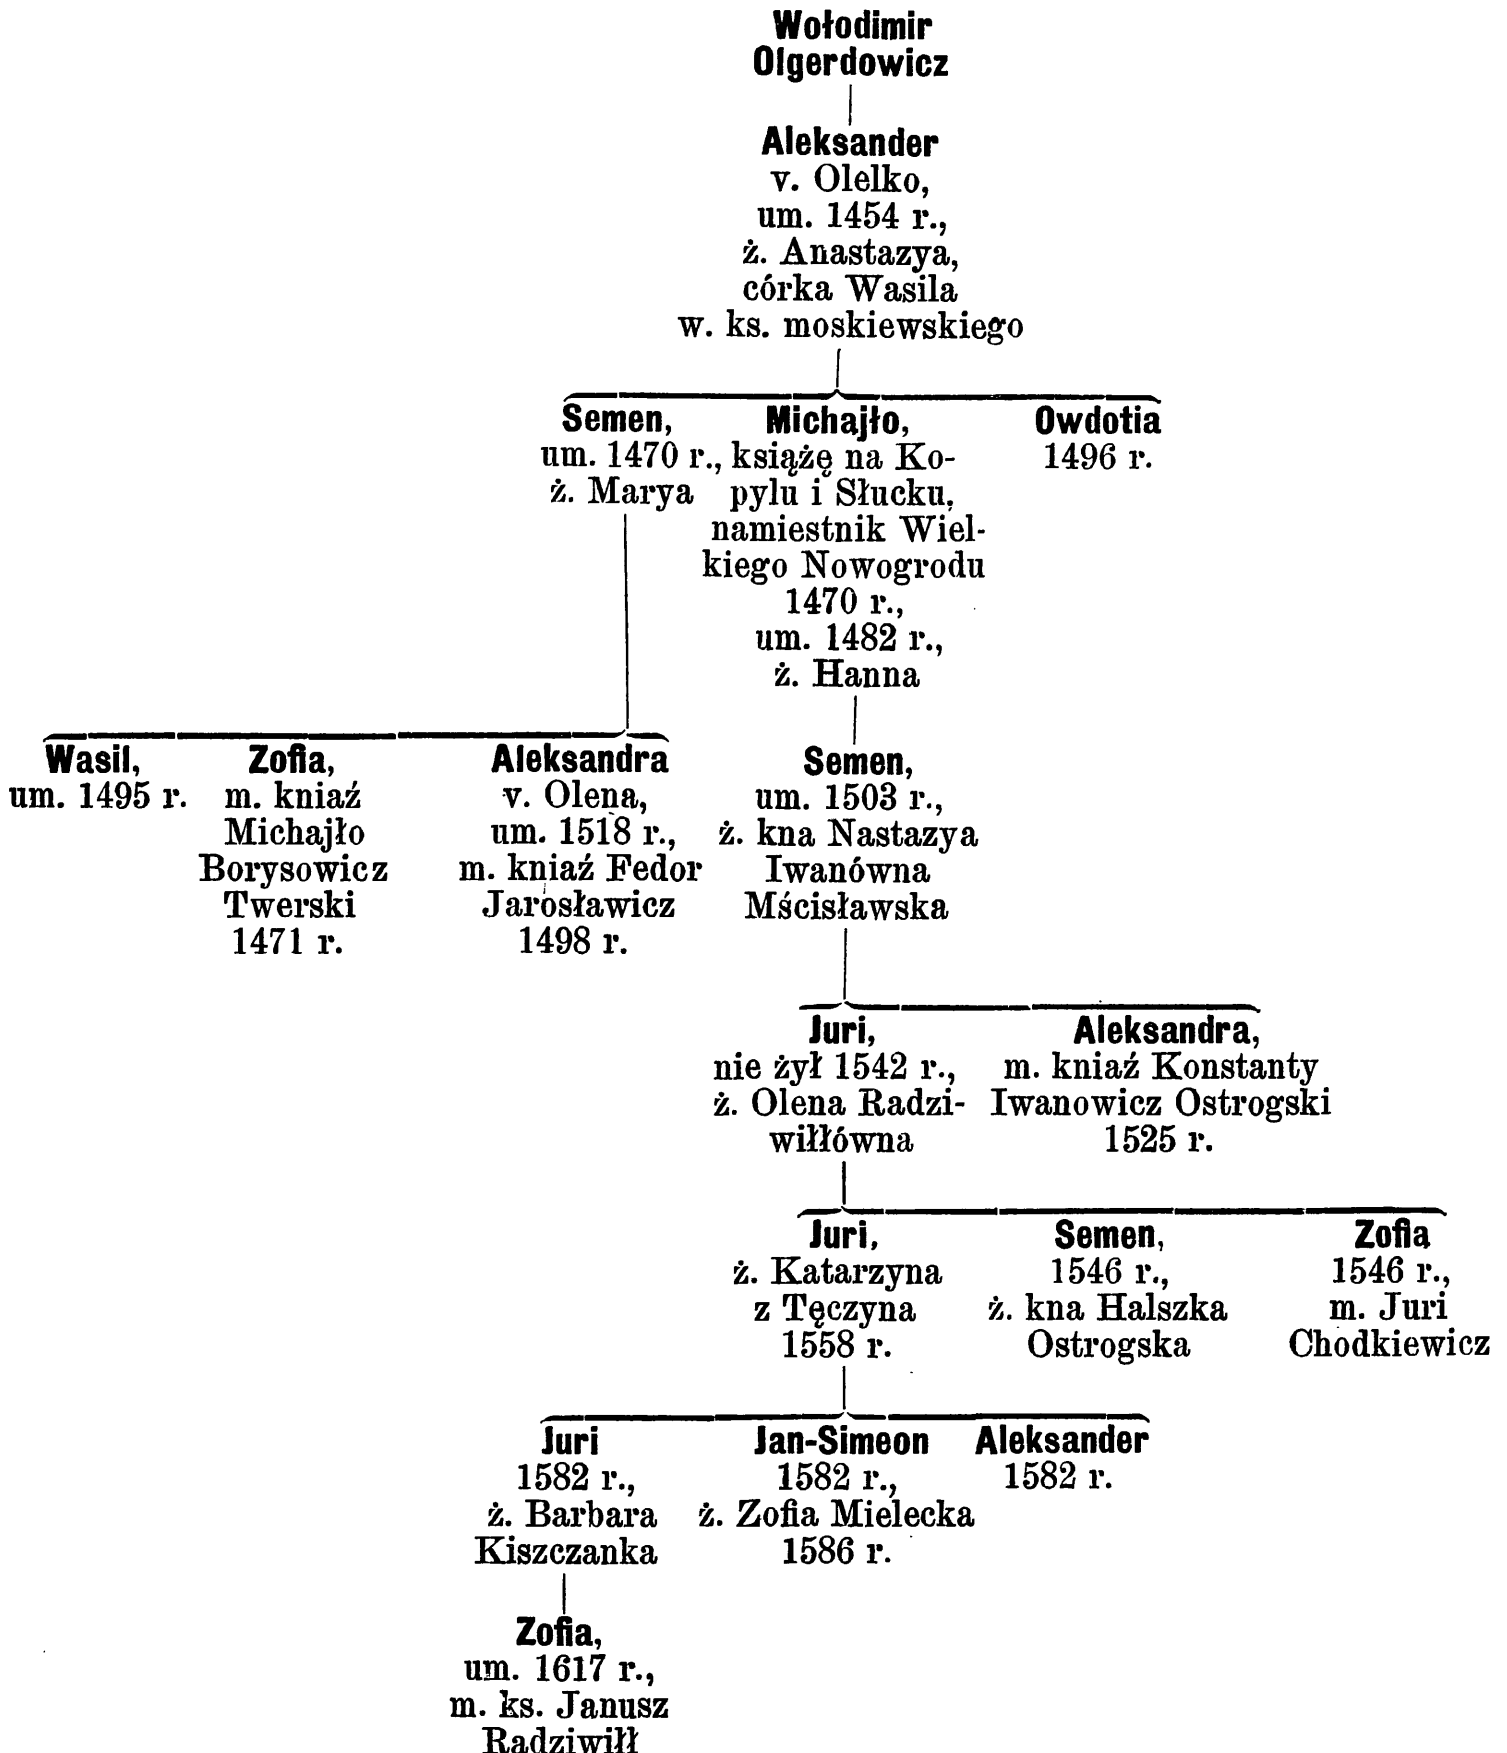 Wołodimir
Olgerdowicz
Aleksander
v. Olelko,
um. 1454 r.,
ż. Anastazya,
córka Wasila
w. ks. moskiewskiego
Semen,
um. 1470 r.,
ż. Marya
Michajło,
książę na Ko-
pylu i Słucku,
namiestnik Wiel-
kiego Nowogrodu
1470 r.,
um. 1482 r.,
ż. Hanna
Owdotia
1496 r.
Wasil,
um. 1495 r.
Zofia,
m. kniaź
Michajło
Borysowicz
Twerski
1471 r.
Aleksandra
v. Olena,
um. 1518 r.,
m. kniaź Fedor
Jarosławicz
1498 r.
Semen,
um. 1503 r.,
ż. kna Nastazya
Iwanówna
Mścisławska
Juri,
nie żył 1542 r.,
ż. Olena Radzi-
wiłłówna
Aleksandra,
m. kniaź Konstanty
Iwanowicz Ostrogski
1525 r.
Juri,
ż. Katarzyna
z Tęczyna
1558 r.
Semen,
1546 r.,
ż. kna Halszka
Ostrogska
Zofia
1546 r.,
m. Juri
Chodkiewicz
Juri
1582 r.,
ż. Barbara
Kiszczanka
Jan-Simeon
1582 r.,
ż. Zofia Mielecka
1586 r.
Aleksander
1582 r.
Zofia,
um. 1617 r.,
m. ks. Janusz
Radziwiłł